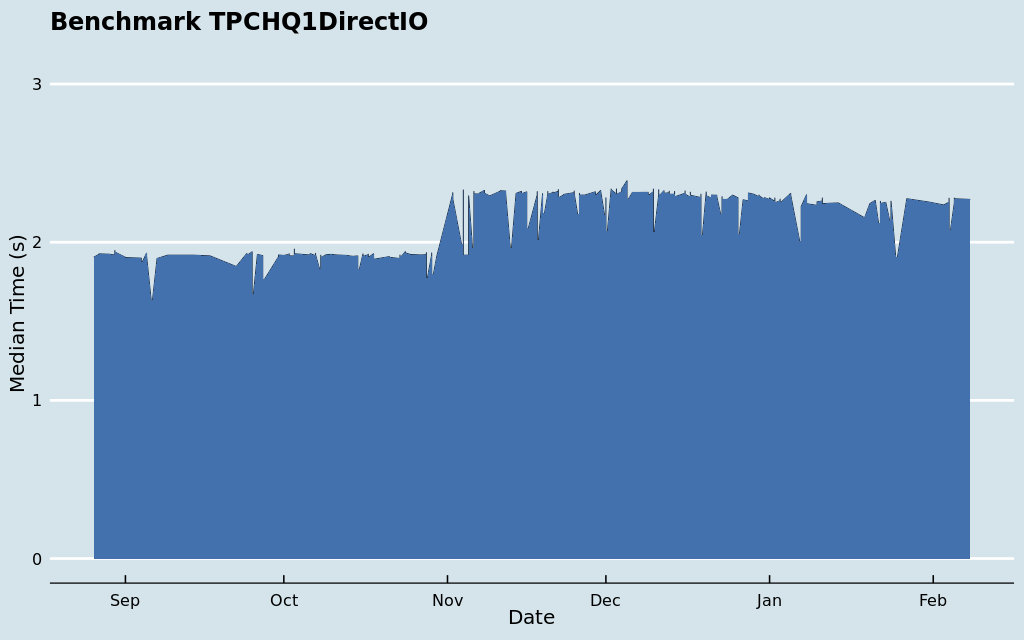 Benchmark TPCHQ1DirectIO
3
2
1
0
Median Time (s)
Sep Oct Nov Dec Jan Feb
Date